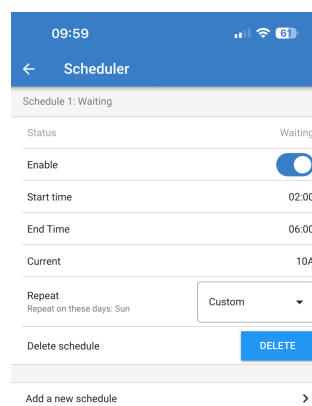 09:59
61
Scheduler
Schedule 1: Waiting
Status Waiting
Enable
Start time 02:00
End Time 06:00
Current 10A
Repeat
Repeat on these days: Sun
Custom
Delete schedule DELETE
Add a new schedule